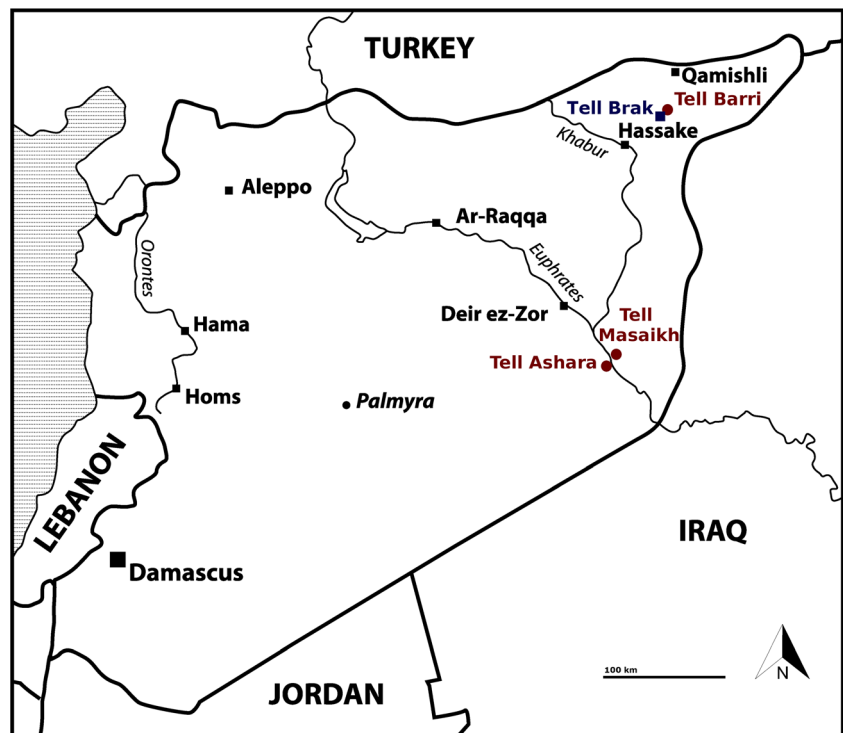 TURKEY
Qamishli
Tell Barri
Tell Brak
Hassake
Khabur
Aleppo
Ar-Raqqa
Orontes
Euphrates
Deir ez-Zor
Hama
Tell
Masaikh
Tell Ashara
Homs
Palmyra
LEBANON
IRAQ
Damascus
100 km
N
JORDAN